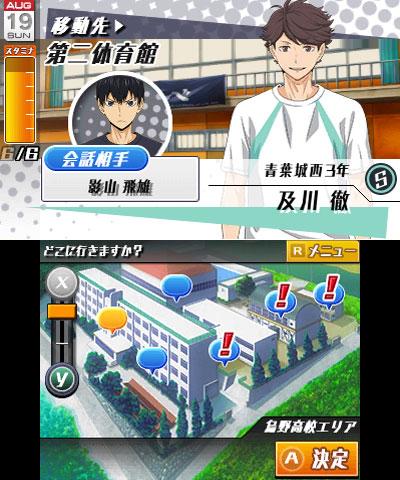 AUG
19
SUN
スタミナ
6/6
移動先
第二体育館
会話相手
影山 飛雄
青葉城西3年
及川 徹
S
どこに行きますか?
R メニュー
X
Y
!
!
!
烏野高校エリア
A 決定